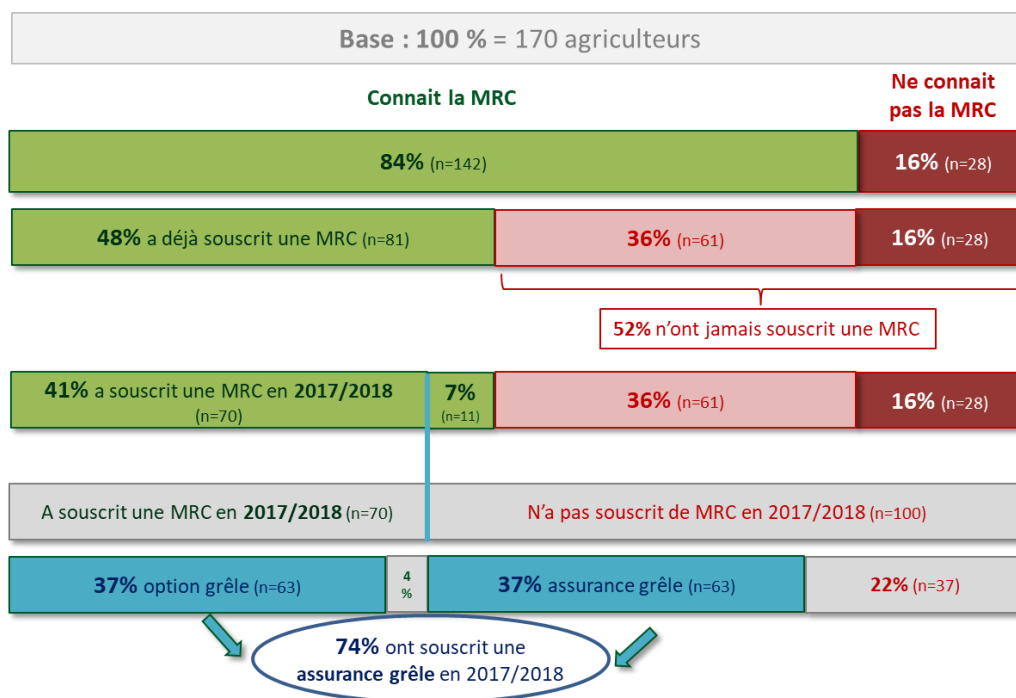 Base : 100 % = 170 agriculteurs
Connait la MRC
Ne connait
pas la MRC
84% (n=142)
16% (n=28)
48% a déjà souscrit une MRC (n=81)
36% (n=61)
16% (n=28)
52% n'ont jamais souscrit une MRC
41% a souscrit une MRC en 2017/2018
(n=70)
7%
(n=11)
36% (n=61)
16% (n=28)
A souscrit une MRC en 2017/2018 (n=70)
N'a pas souscrit de MRC en 2017/2018 (n=100)
37% option grêle (n=63)
4
%
37% assurance grêle (n=63)
22% (n=37)
74% ont souscrit une
assurance grêle en 2017/2018